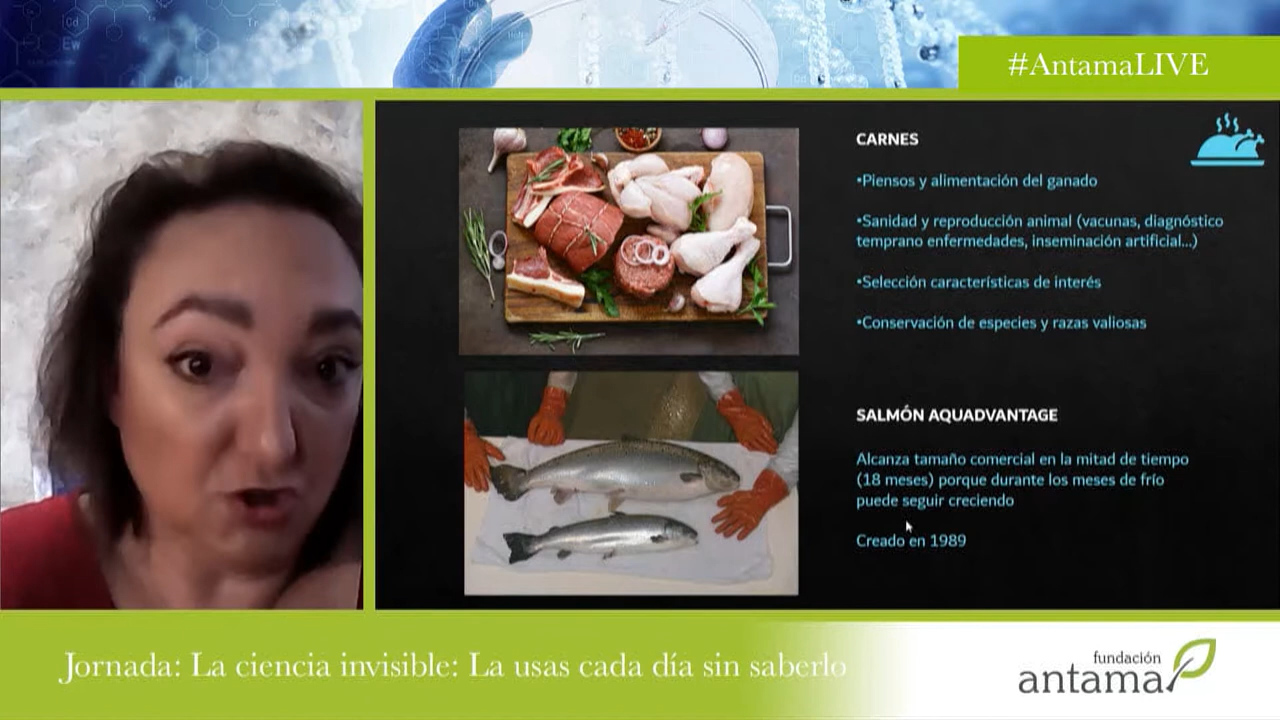 #AntamaLIVE
CARNES
•Piensos y alimentación del ganado
•Sanidad y reproducción animal (vacunas, diagnóstico
temprano enfermedades, inseminación artificial...)
•Selección características de interés
•Conservación de especies y razas valiosas
SALMÓN AQUADVANTAGE
Alcanza tamaño comercial en la mitad de tiempo
(18 meses) porque durante los meses de frío
puede seguir creciendo
Creado en 1989
Jornada: La ciencia invisible: La usas cada día sin saberlo
fundación
antama